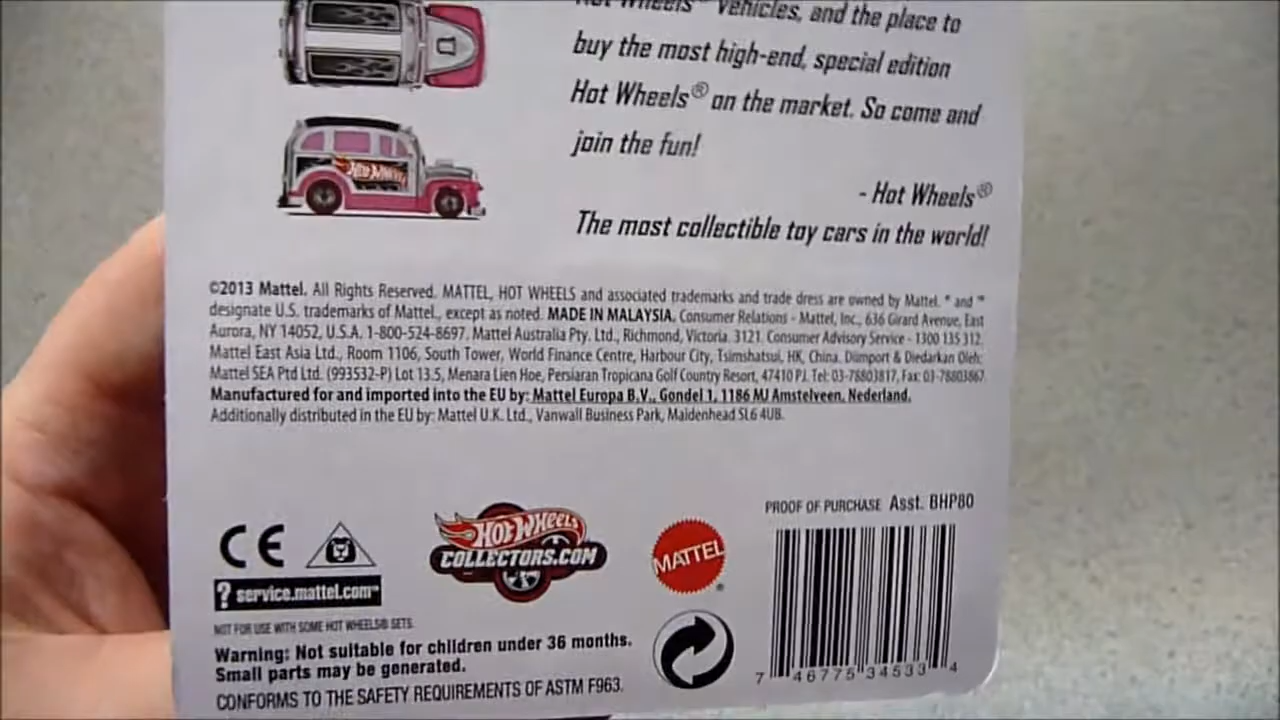 Hot Wheels™ vehicles, and the place to
buy the most high-end, special edition
Hot Wheels® on the market. So come and
join the fun!
- Hot Wheels®
The most collectible toy cars in the world!
HOT WHEELS
©2013 Mattel. All Rights Reserved. MATTEL, HOT WHEELS and associated trademarks and trade dress are owned by Mattel. ® and ™
designate U.S. trademarks of Mattel, except as noted. MADE IN MALAYSIA. Consumer Relations - Mattel, Inc., 636 Girard Avenue, East
Aurora, NY 14052, U.S.A. 1-800-524-8697. Mattel Australia Pty. Ltd., Richmond, Victoria. 3121. Consumer Advisory Service - 1300 135 312.
Mattel East Asia Ltd., Room 1106, South Tower, World Finance Centre, Harbour City, Tsimshatsui, HK, China. Diimport & Diedarkan Oleh:
Mattel SEA Ptd Ltd. (993532-P) Lot 13.5, Menara Lien Hoe, Persiaran Tropicana Golf Country Resort, 47410 PJ. Tel: 03-78803817, Fax: 03-78803867.
Manufactured for and imported into the EU by: Mattel Europa B.V., Gondel 1, 1186 MJ Amstelveen, Nederland.
Additionally distributed in the EU by: Mattel U.K. Ltd., Vanwall Business Park, Maidenhead SL6 4UB.
PROOF OF PURCHASE Asst. BHP80
CE
HOT WHEELS
COLLECTORS.COM
MATTEL®
? service.mattel.com™
NOT FOR USE WITH SOME HOT WHEELS® SETS.
Warning: Not suitable for children under 36 months.
Small parts may be generated.
CONFORMS TO THE SAFETY REQUIREMENTS OF ASTM F963.
7 46775 34533 4